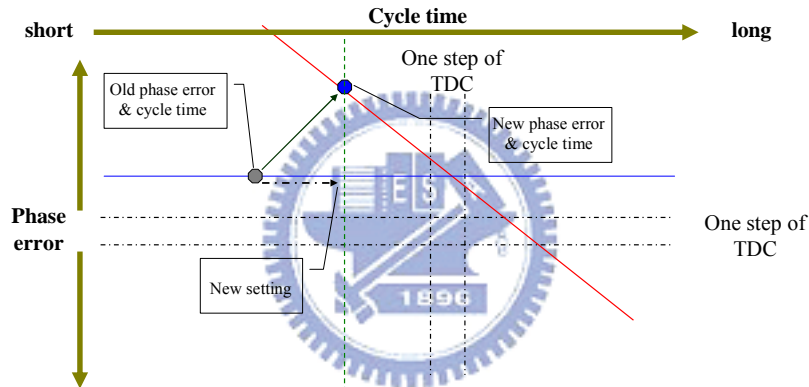 Cycle time
short
long
One step of
TDC
Old phase error
& cycle time
New phase error
& cycle time
Phase
error
One step of
TDC
New setting
ES
1896